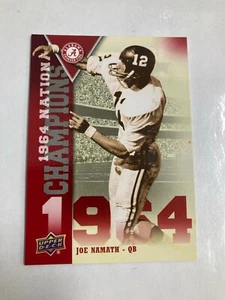 1964 NATIONAL
CHAMPIONS
12
1964
JOE NAMATH - QB
UPPER
DECK